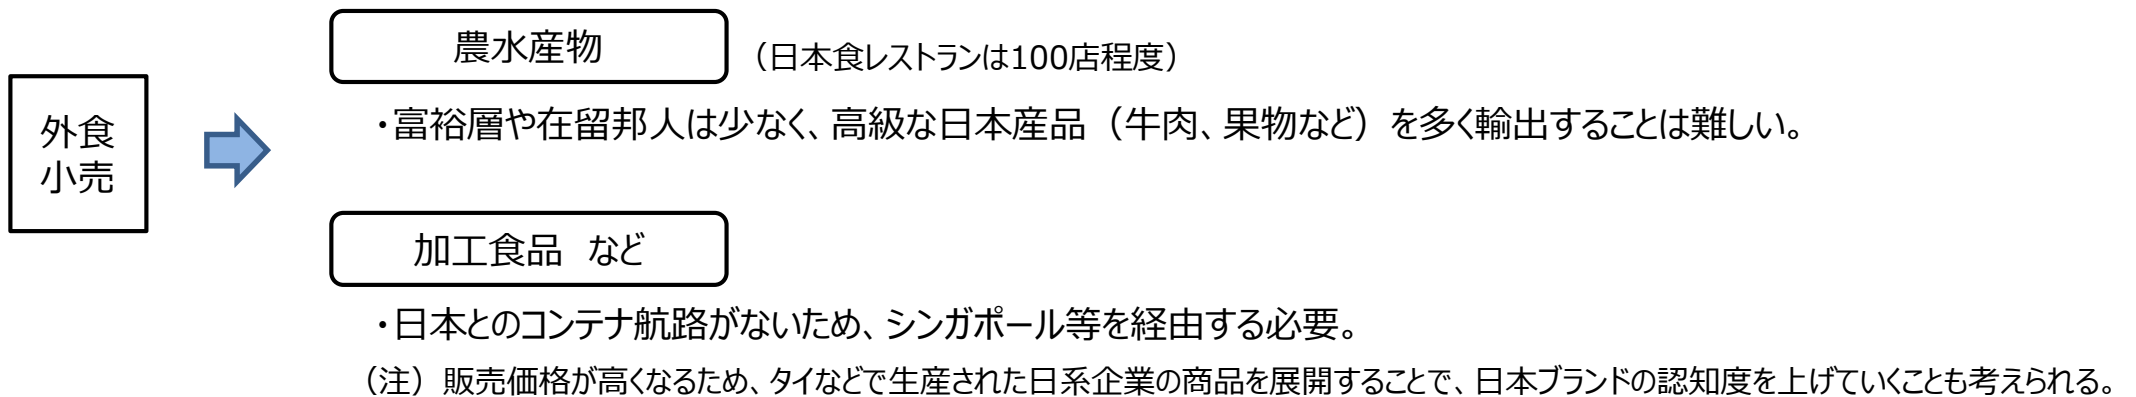 外食
小売
農水産物
（日本食レストランは100店程度）
・富裕層や在留邦人は少なく、高級な日本産品（牛肉、果物など）を多く輸出することは難しい。
加工食品　など
・日本とのコンテナ航路がないため、シンガポール等を経由する必要。
（注）販売価格が高くなるため、タイなどで生産された日系企業の商品を展開することで、日本ブランドの認知度を上げていくことも考えられる。